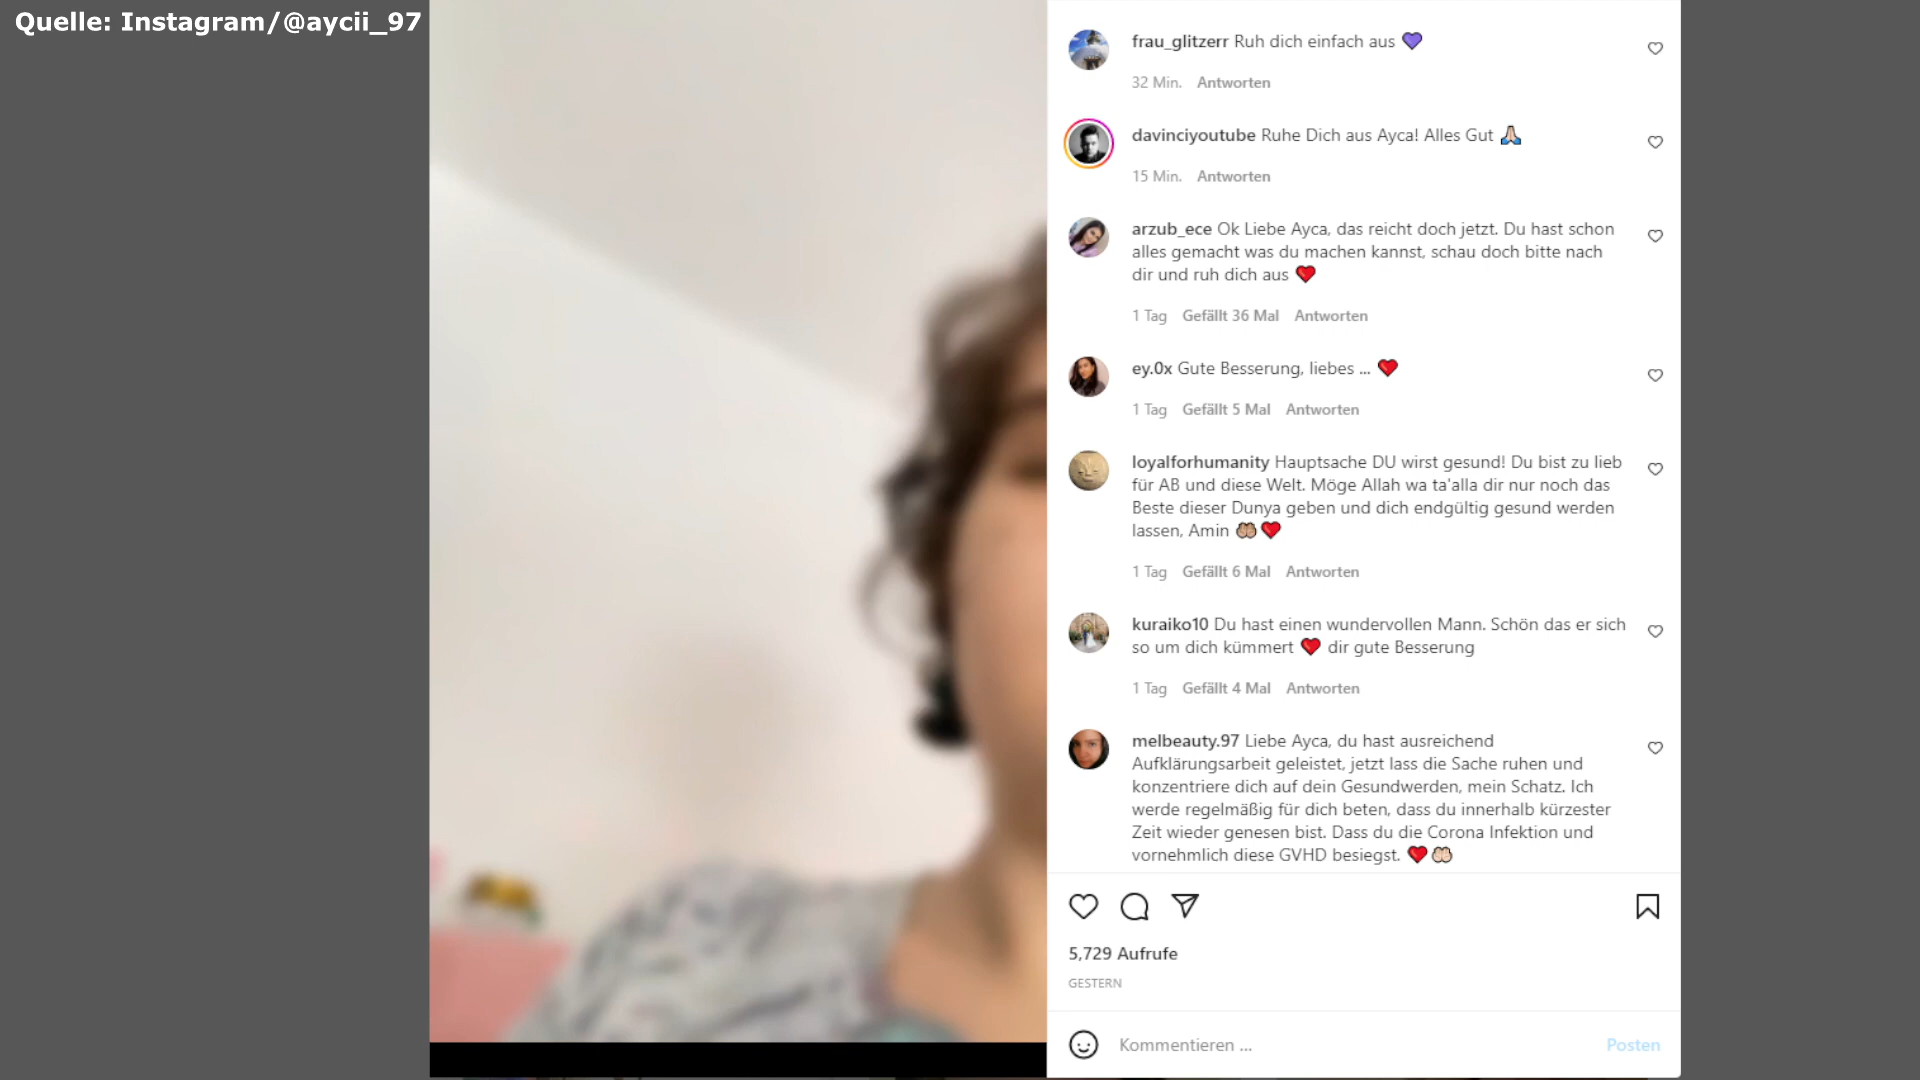 Quelle: Instagram/@aycii_97
frau_glitzerr Ruh dich einfach aus 💜
32 Min. Antworten
davinciyoutube Ruhe Dich aus Ayca! Alles Gut 🙏🏻
15 Min. Antworten
arzub_ece Ok Liebe Ayca, das reicht doch jetzt. Du hast schon
alles gemacht was du machen kannst, schau doch bitte nach
dir und ruh dich aus ❤️
1 Tag Gefällt 36 Mal Antworten
ey.0x Gute Besserung, liebes ... ❤️
1 Tag Gefällt 5 Mal Antworten
loyalforhumanity Hauptsache DU wirst gesund! Du bist zu lieb
für AB und diese Welt. Möge Allah wa ta'alla dir nur noch das
Beste dieser Dunya geben und dich endgültig gesund werden
lassen, Amin 🤲🏽❤️
1 Tag Gefällt 6 Mal Antworten
kuraiko10 Du hast einen wundervollen Mann. Schön das er sich
so um dich kümmert ❤️ dir gute Besserung
1 Tag Gefällt 4 Mal Antworten
melbeauty.97 Liebe Ayca, du hast ausreichend
Aufklärungsarbeit geleistet, jetzt lass die Sache ruhen und
konzentriere dich auf dein Gesundwerden, mein Schatz. Ich
werde regelmäßig für dich beten, dass du innerhalb kürzester
Zeit wieder genesen bist. Dass du die Corona Infektion und
vornehmlich diese GVHD besiegst. ❤️🤲🏻
5,729 Aufrufe
GESTERN
Kommentieren ...
Posten